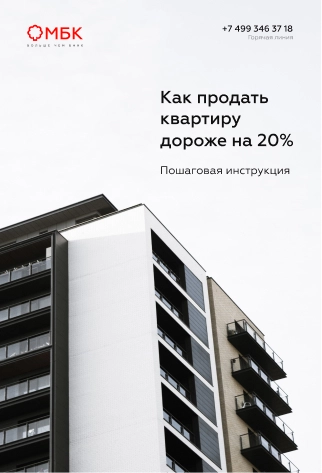 МБК
БОЛЬШЕ ЧЕМ БАНК
+7 499 346 37 18
Горячая линия
Как продать
квартиру
дороже на 20%
Пошаговая инструкция